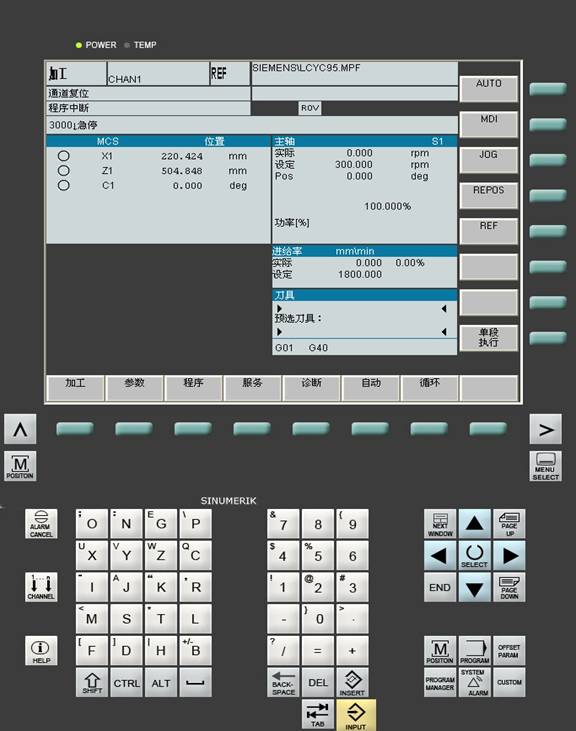 POWER TEMP
加工 CHAN1 REF SIEMENS\LCYC95.MPF
通道复位
程序中断 ROV
3000↓急停
MCS 位置
X1 220.424 mm
Z1 504.848 mm
C1 0.000 deg
主轴 S1
实际 0.000 rpm
设定 300.000 rpm
Pos 0.000 deg
100.000%
功率[%]
进给率 mm\min
实际 0.000 0.00%
设定 1800.000
刀具
预选刀具:
G01 G40
AUTO
MDI
JOG
REPOS
REF
单段
执行
加工 参数 程序 服务 诊断 自动 循环
∧ >
M
POSITOIN
MENU
SELECT
SINUMERIK
ALARM
CANCEL
1...n
CHANNEL
i
HELP
; O : N E G \ P
U X V Y W Z Q C
" I A J “ K ' R
< M S * T L
[ F ] D | H +/- B
SHIFT CTRL ALT
& 7 8 { 9
$ 4 % 5 6
! 1 @ 2 # 3
- } 0 > .
? / = +
BACK-
SPACE
DEL
INSERT
TAB
INPUT
NEXT
WINDOW
PAGE
UP
SELECT
END
PAGE
DOWN
M
POSITOIN
PROGRAM
OFFSET
PARAM
PROGRAM
MANAGER
SYSTEM
ALARM
CUSTOM